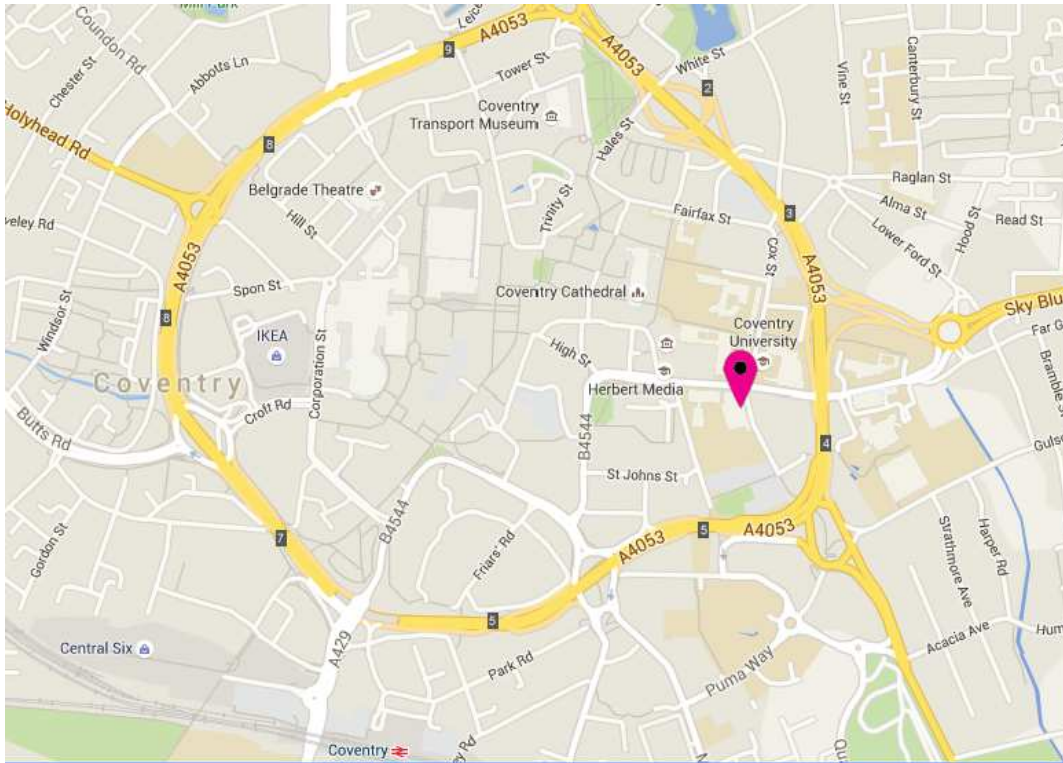 Leice
A4053
9
A4053
White St
Coundon Rd
Chester St
Abbotts Ln
Tower St
2
Vine St
Canterbury St
Coventry
Transport Museum
Hales St
Holyhead Rd
8
Belgrade Theatre
Hill St
Trinity St
Fairfax St
3
Raglan St
Alma St
Read St
Hood St
Lower Ford St
veley Rd
A4053
Cox St
A4053
Spon St
Coventry Cathedral
Windsor St
8
IKEA
Corporation St
High St
Coventry
University
Sky Blu
Far G
Bramble St
Coventry
Croft Rd
Herbert Media
Butts Rd
B4544
4
Gulso
St Johns St
B4544
Gordon St
7
Friars' Rd
A4053
5
A4053
Strathmore Ave
Harper Rd
5
Central Six
A429
Park Rd
Puma Way
Acacia Ave
Hum
Coventry
ley Rd
M
Qua